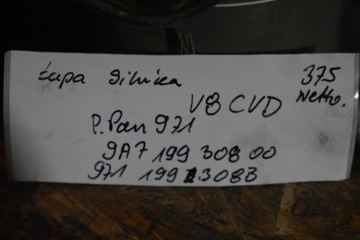 Łapa silnika 375
Netto.
V8 CVD
P. Pan 971
9A7 199 308 00
971 199 308B